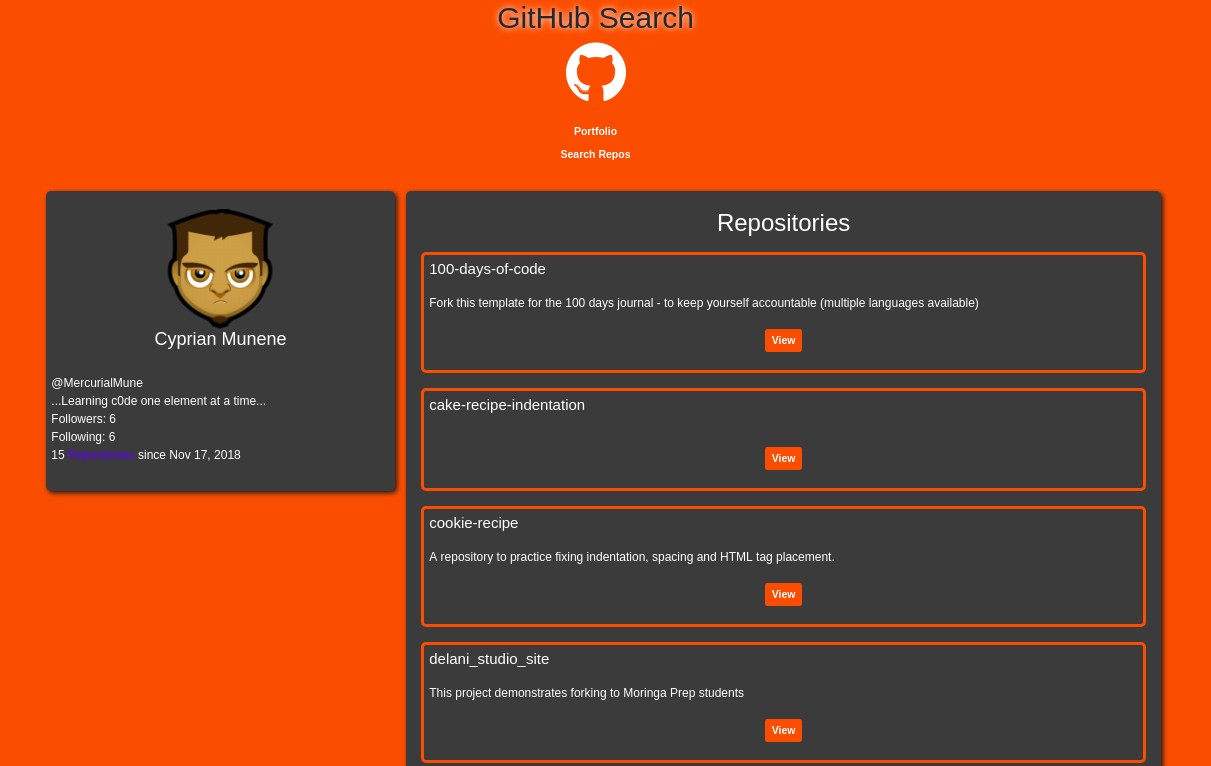 GitHub Search
Portfolio
Search Repos
Cyprian Munene
@MercurialMune
...Learning c0de one element at a time...
Followers: 6
Following: 6
15 Repositories since Nov 17, 2018
Repositories
100-days-of-code
Fork this template for the 100 days journal - to keep yourself accountable (multiple languages available)
View
cake-recipe-indentation
View
cookie-recipe
A repository to practice fixing indentation, spacing and HTML tag placement.
View
delani_studio_site
This project demonstrates forking to Moringa Prep students
View